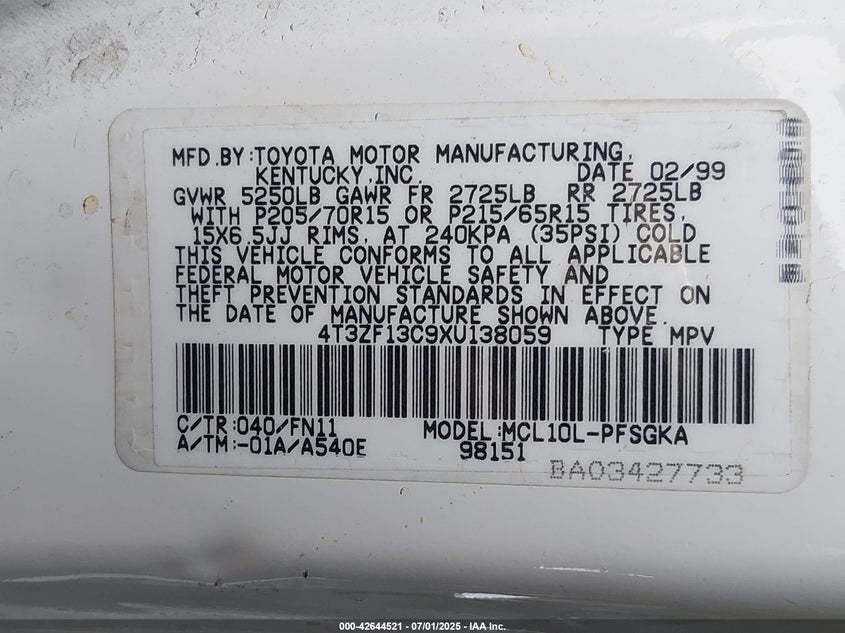 MFD.BY:TOYOTA MOTOR MANUFACTURING,
KENTUCKY,INC. DATE 02/99
GVWR 5250LB GAWR FR 2725LB RR 2725LB
WITH P205/70R15 OR P215/65R15 TIRES,
15X6.5JJ RIMS, AT 240KPA (35PSI) COLD
THIS VEHICLE CONFORMS TO ALL APPLICABLE
FEDERAL MOTOR VEHICLE SAFETY AND
THEFT PREVENTION STANDARDS IN EFFECT ON
THE DATE OF MANUFACTURE SHOWN ABOVE.
4T3ZF13C9XU138059 TYPE MPV
C/TR:040/FN11 MODEL:MCL10L-PFSGKA
A/TM:-01A/A540E 98151
BA03427733
000-42644521 - 07/01/2025 - IAA Inc.